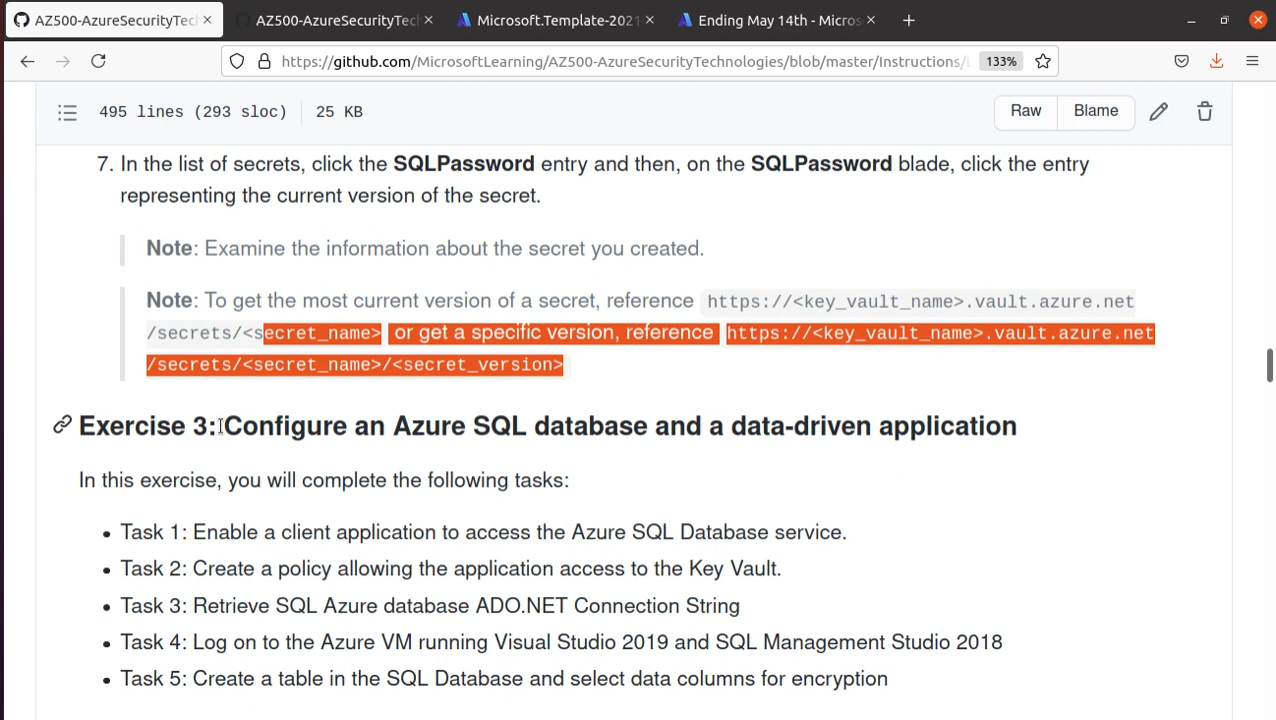 AZ500-AzureSecurityTec
AZ500-AzureSecurityTec
Microsoft.Template-2021
Ending May 14th - Micros
https://github.com/MicrosoftLearning/AZ500-AzureSecurityTechnologies/blob/master/Instructions/L
133%
495 lines (293 sloc) 25 KB
Raw
Blame
7. In the list of secrets, click the SQLPassword entry and then, on the SQLPassword blade, click the entry
representing the current version of the secret.
Note: Examine the information about the secret you created.
Note: To get the most current version of a secret, reference https://<key_vault_name>.vault.azure.net
/secrets/<secret_name> or get a specific version, reference https://<key_vault_name>.vault.azure.net
/secrets/<secret_name>/<secret_version>
Exercise 3: Configure an Azure SQL database and a data-driven application
In this exercise, you will complete the following tasks:
• Task 1: Enable a client application to access the Azure SQL Database service.
• Task 2: Create a policy allowing the application access to the Key Vault.
• Task 3: Retrieve SQL Azure database ADO.NET Connection String
• Task 4: Log on to the Azure VM running Visual Studio 2019 and SQL Management Studio 2018
• Task 5: Create a table in the SQL Database and select data columns for encryption